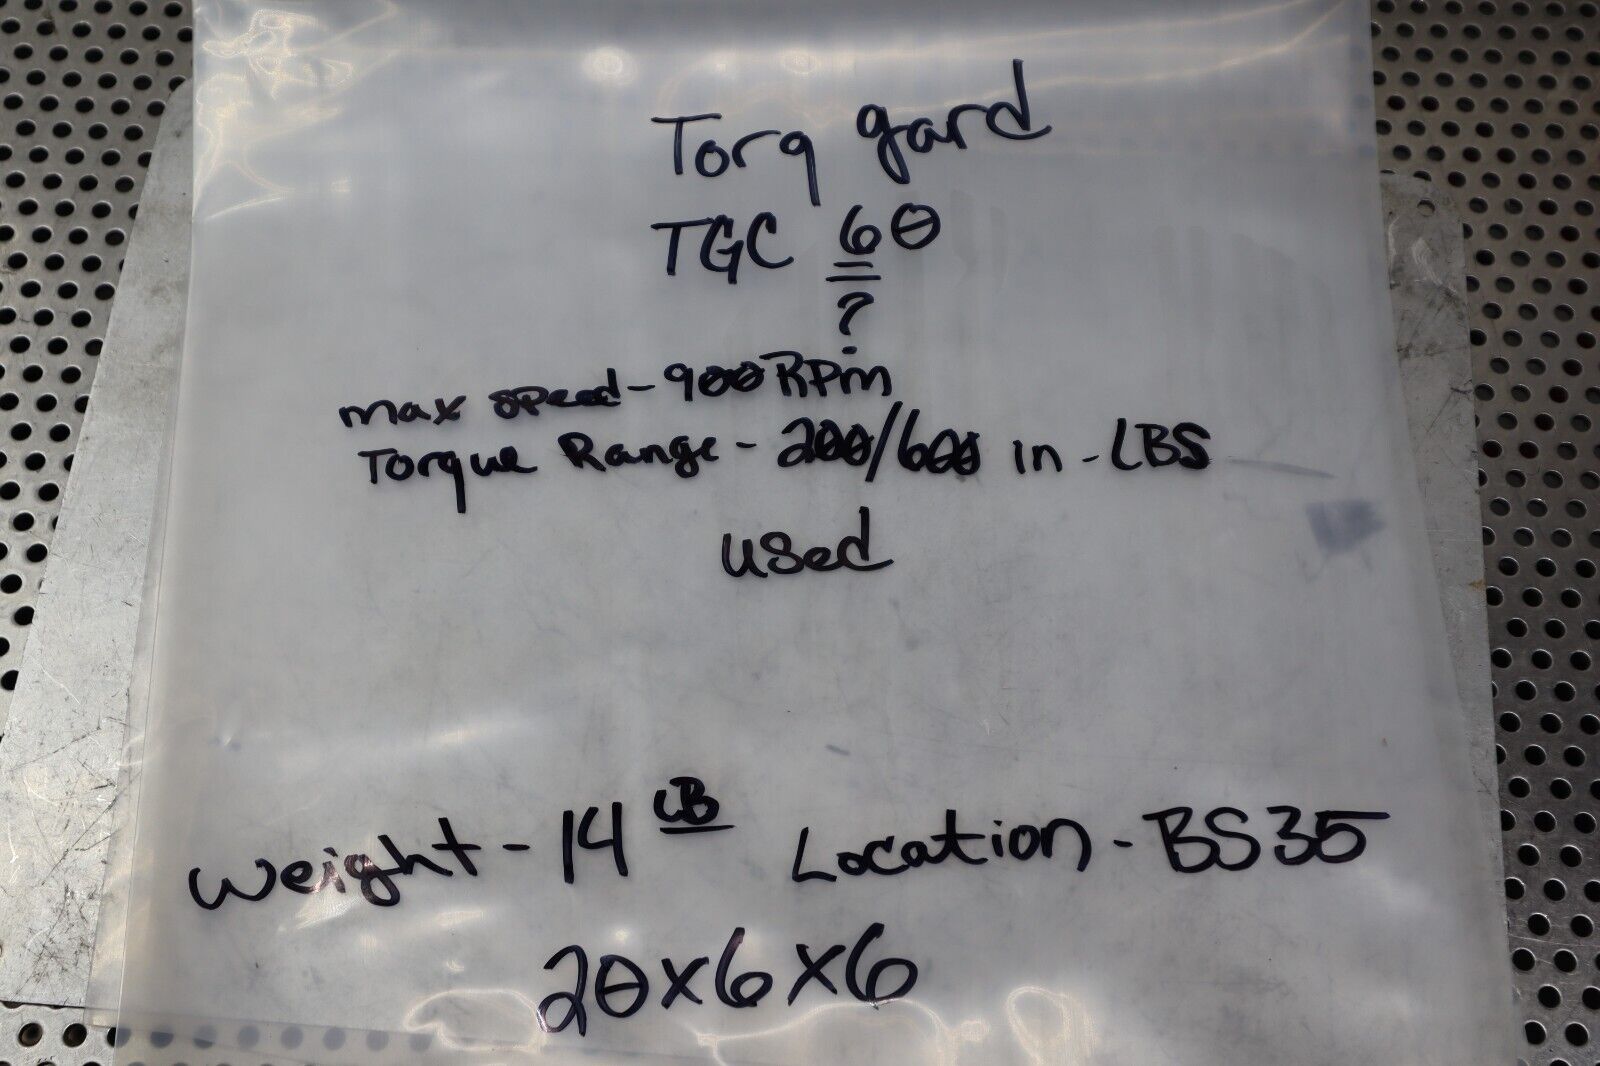 Torq gard
TGC 60
?
max speed - 900 RPM
Torque Range - 200/600 in - LBS
used
Weight - 14 LB Location - BS35
20x6x6